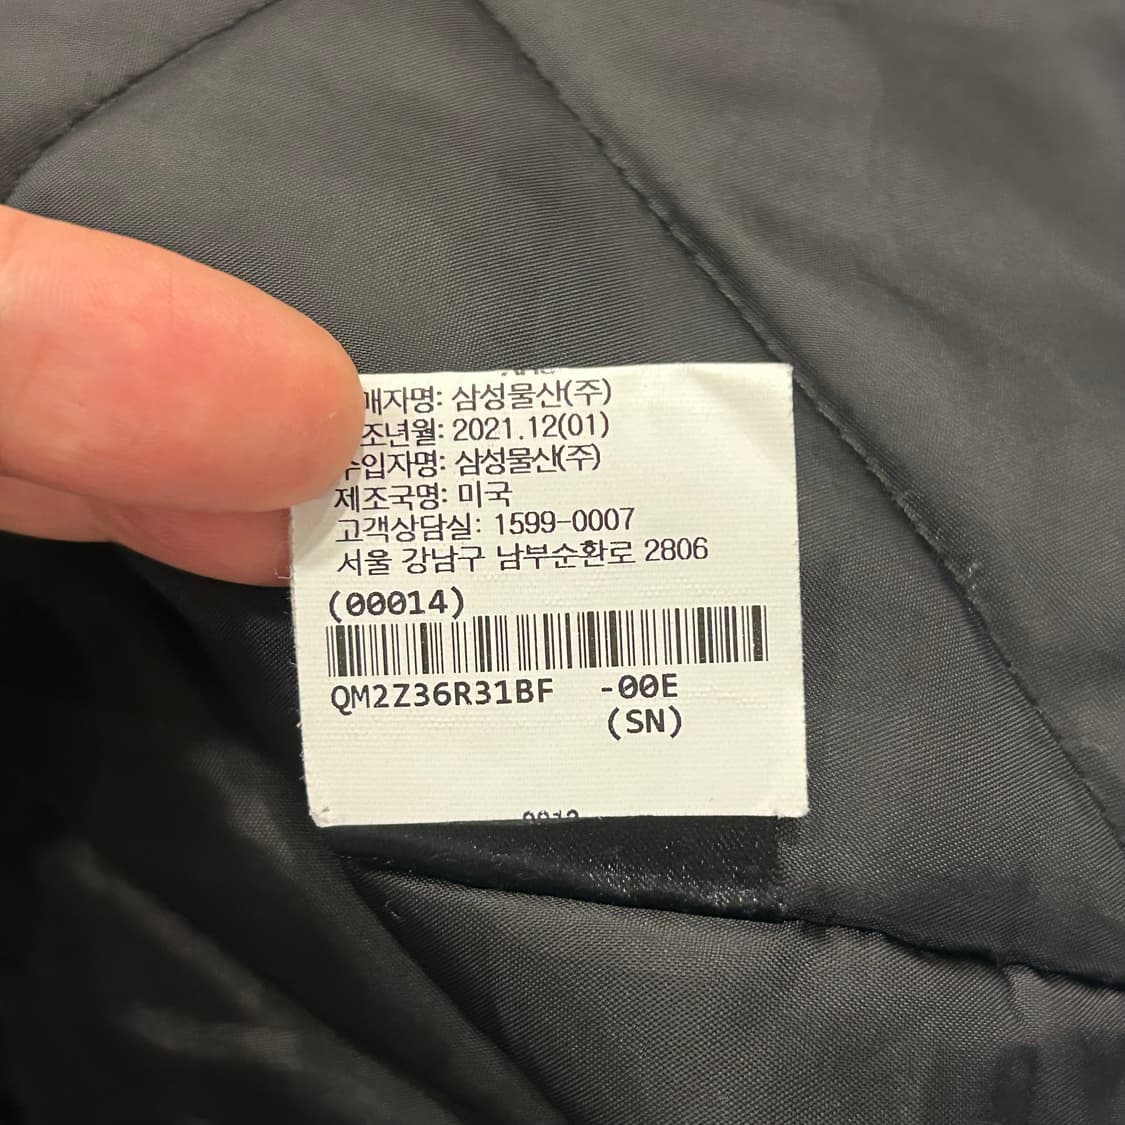 매자명: 삼성물산(주)
조년월: 2021.12(01)
수입자명: 삼성물산(주)
제조국명: 미국
고객상담실: 1599-0007
서울 강남구 남부순환로 2806
(00014)
QM2Z36R31BF -00E
(SN)